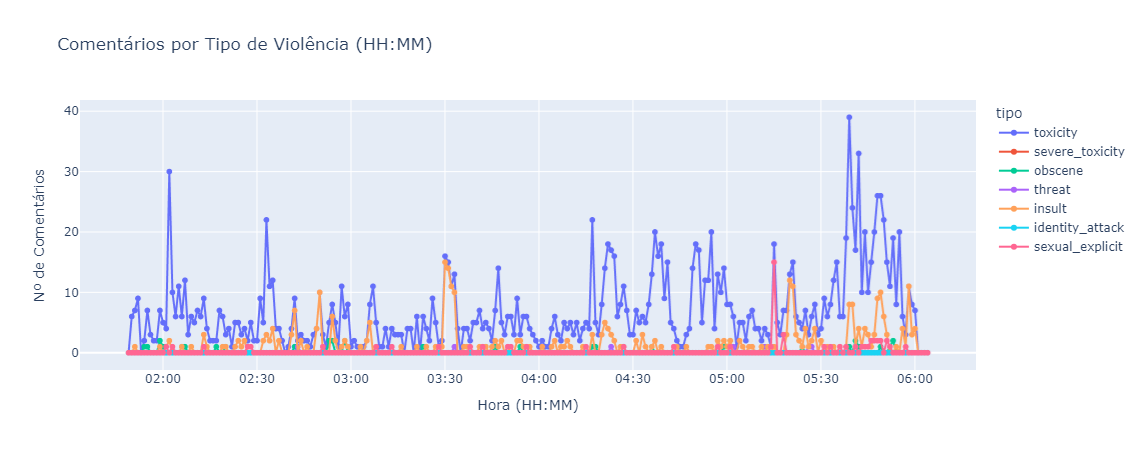 Comentários por Tipo de Violência (HH:MM)
tipo
toxicity
severe_toxicity
obscene
threat
insult
identity_attack
sexual_explicit
Nº de Comentários
40
30
20
10
0
02:00 02:30 03:00 03:30 04:00 04:30 05:00 05:30 06:00
Hora (HH:MM)